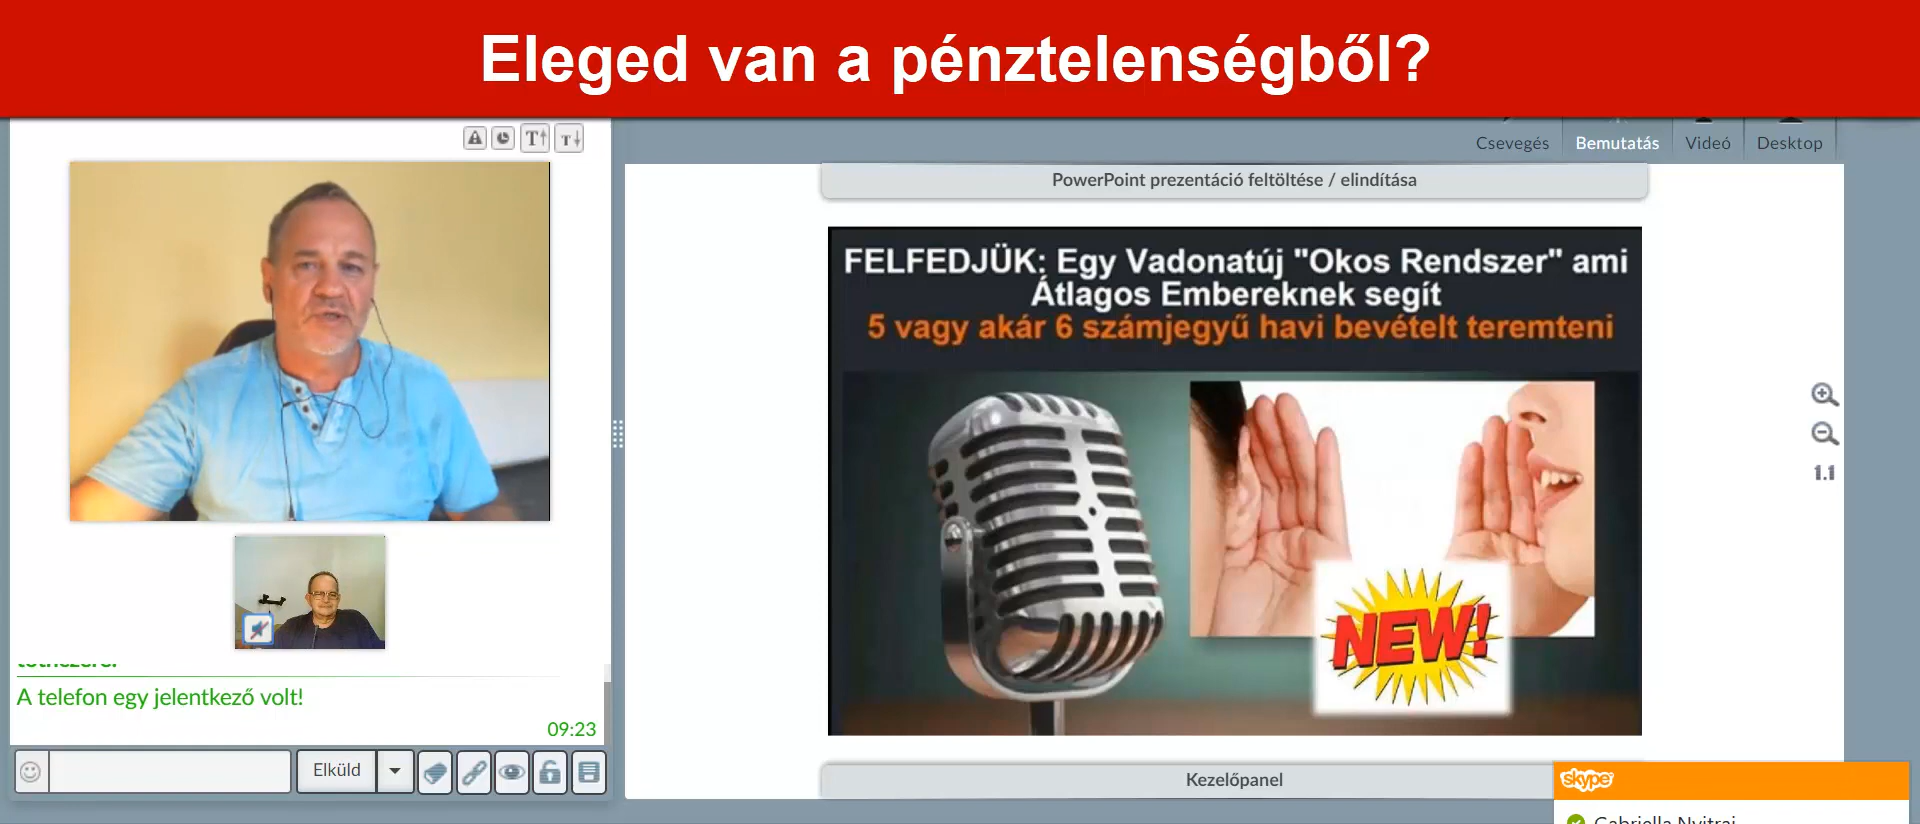 Eleged van a pénztelenségből?
T T
Csevegés Bemutatás Videó Desktop
PowerPoint prezentáció feltöltése / elindítása
FELFEDJÜK: Egy Vadonatúj "Okos Rendszer" ami
Átlagos Embereknek segít
5 vagy akár 6 számjegyű havi bevételt teremteni
NEW!
1.1
A telefon egy jelentkező volt!
09:23
Elküld
Kezelőpanel
skype
Gabriella Nyitrai